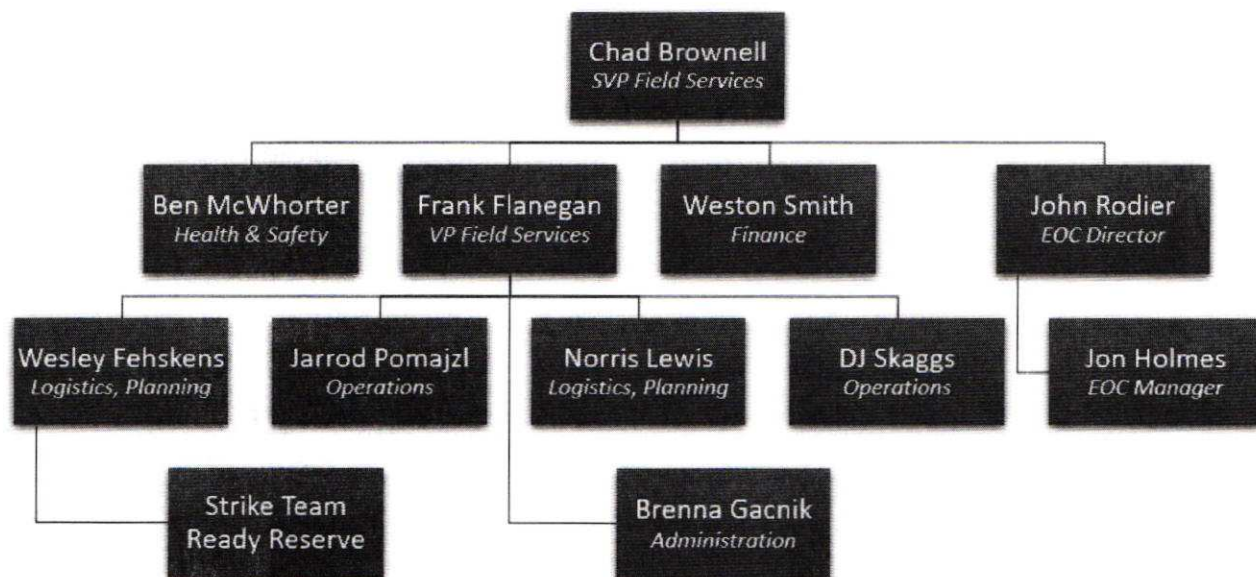 Chad Brownell
SVP Field Services
Ben McWhorter
Health & Safety
Frank Flanegan
VP Field Services
Weston Smith
Finance
John Rodier
EOC Director
Wesley Fehskens
Logistics, Planning
Jarrod Pomajzl
Operations
Norris Lewis
Logistics, Planning
DJ Skaggs
Operations
Jon Holmes
EOC Manager
Strike Team
Ready Reserve
Brenna Gacnik
Administration